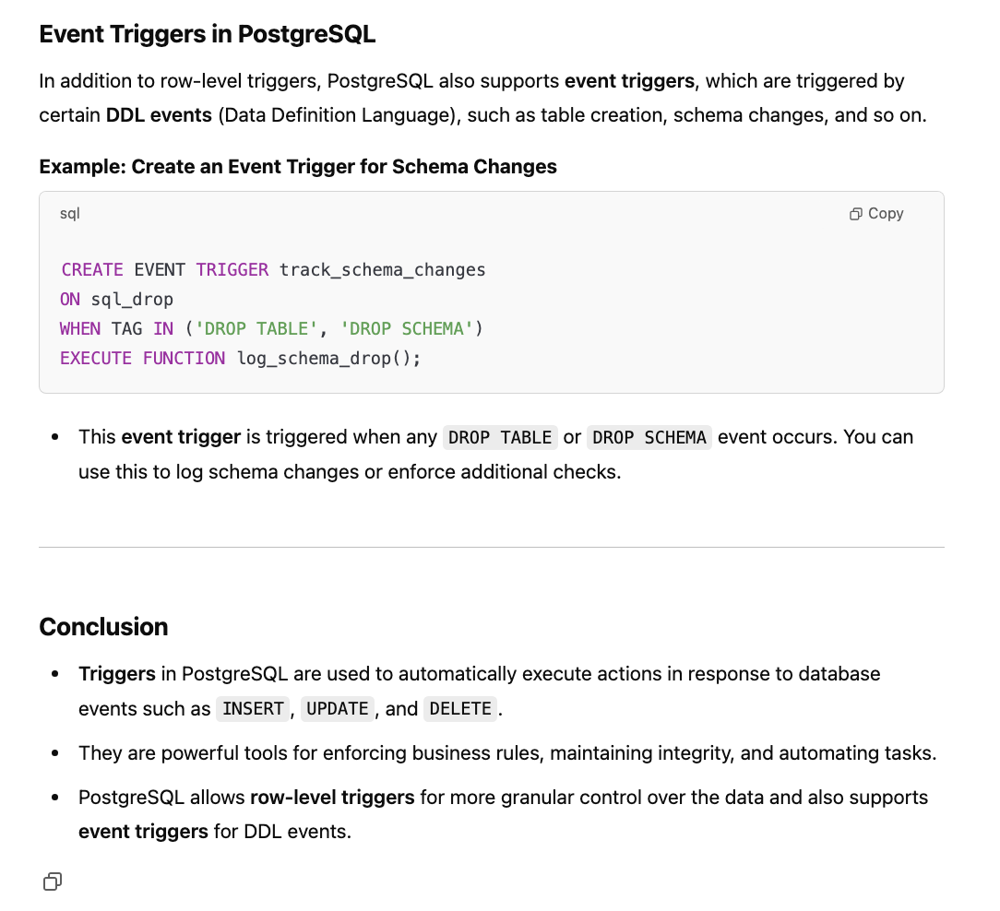 Event Triggers in PostgreSQL
In addition to row-level triggers, PostgreSQL also supports event triggers, which are triggered by
certain DDL events (Data Definition Language), such as table creation, schema changes, and so on.
Example: Create an Event Trigger for Schema Changes
sql
Copy
CREATE EVENT TRIGGER track_schema_changes
ON sql_drop
WHEN TAG IN ('DROP TABLE', 'DROP SCHEMA')
EXECUTE FUNCTION log_schema_drop();
• This event trigger is triggered when any DROP TABLE or DROP SCHEMA event occurs. You can
use this to log schema changes or enforce additional checks.
Conclusion
• Triggers in PostgreSQL are used to automatically execute actions in response to database
events such as INSERT, UPDATE, and DELETE.
• They are powerful tools for enforcing business rules, maintaining integrity, and automating tasks.
• PostgreSQL allows row-level triggers for more granular control over the data and also supports
event triggers for DDL events.